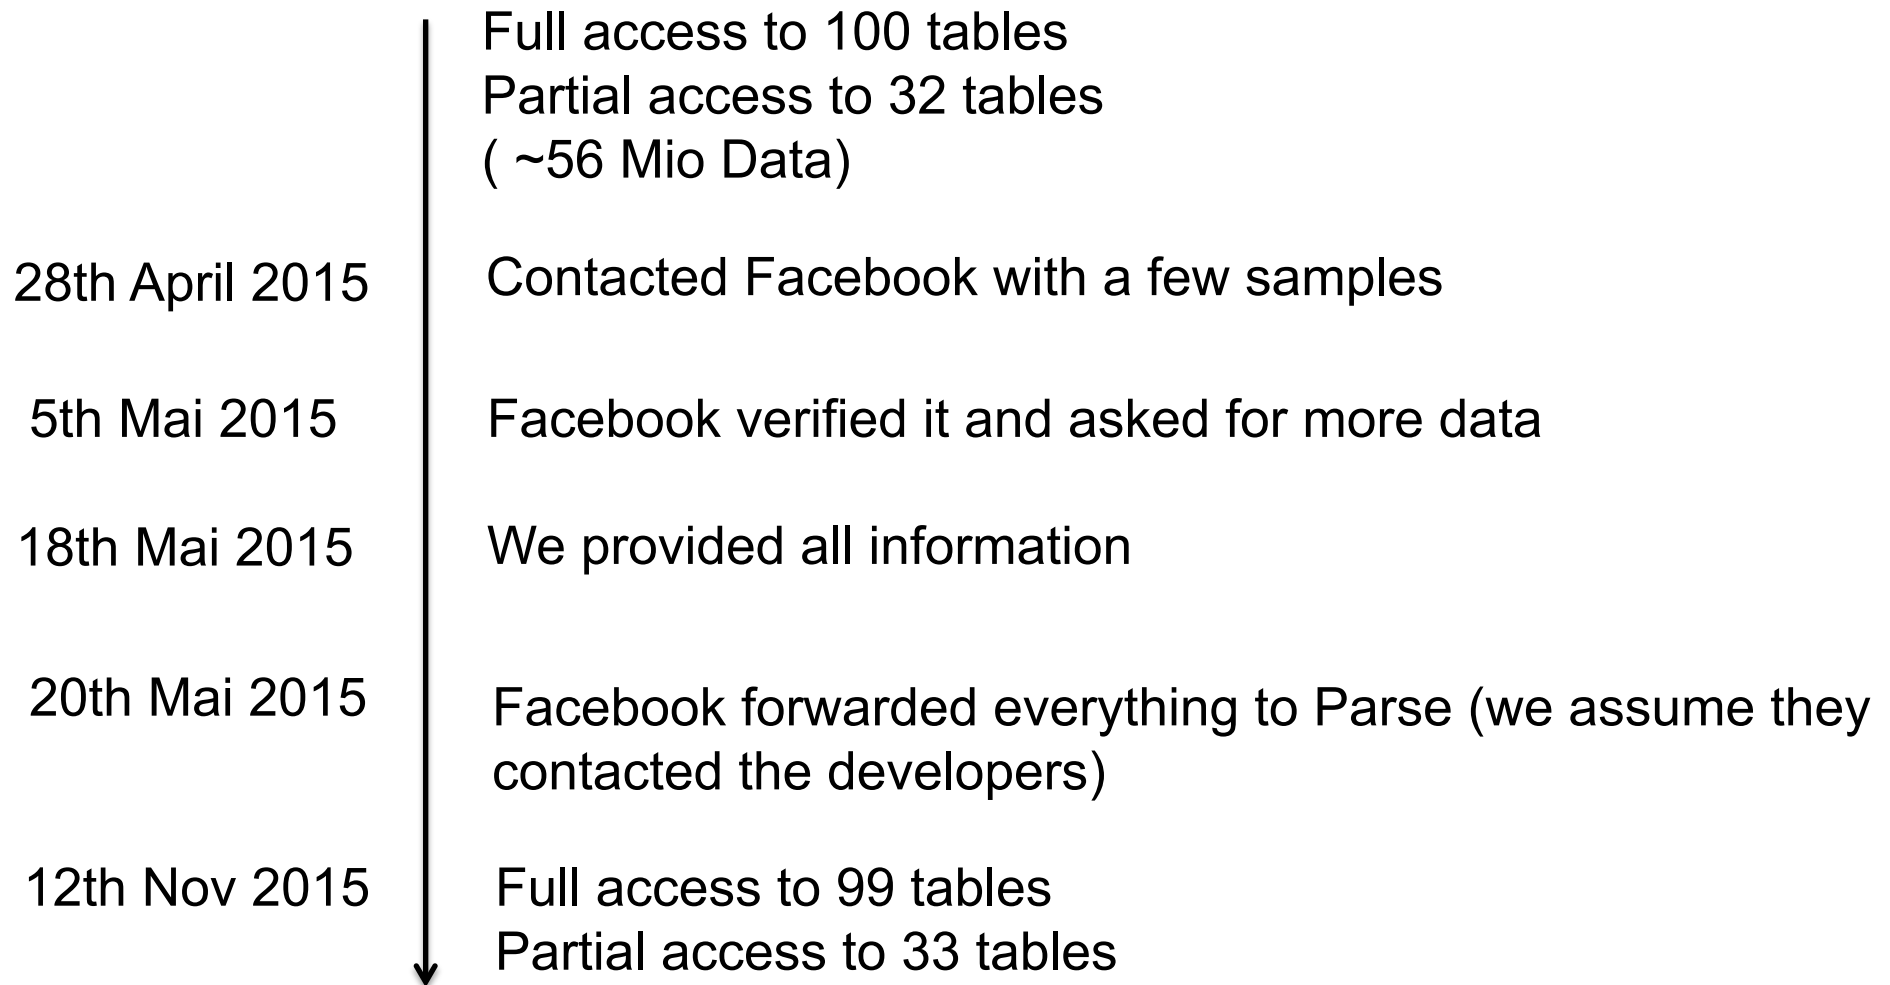 Full access to 100 tables
Partial access to 32 tables
( ~56 Mio Data)
28th April 2015
Contacted Facebook with a few samples
5th Mai 2015
Facebook verified it and asked for more data
18th Mai 2015
We provided all information
20th Mai 2015
Facebook forwarded everything to Parse (we assume they
contacted the developers)
12th Nov 2015
Full access to 99 tables
Partial access to 33 tables